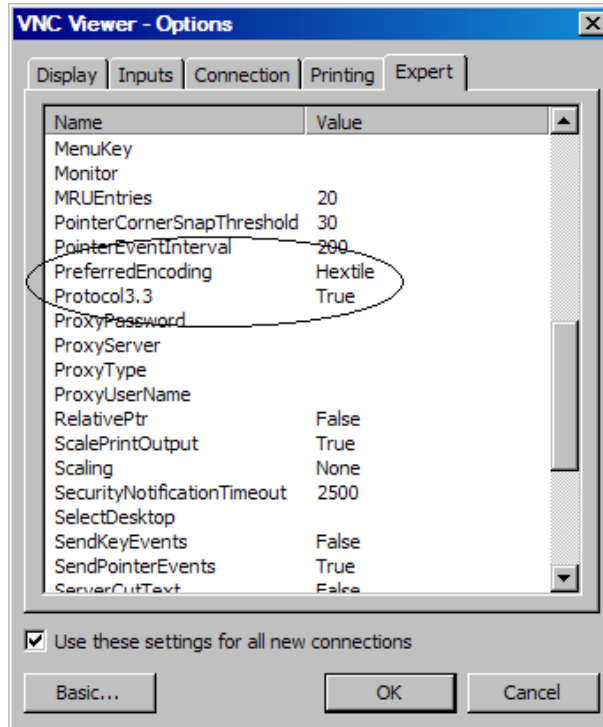 VNC Viewer - Options
Display Inputs Connection Printing Expert
Name Value
MenuKey
Monitor
MRUEntries 20
PointerCornerSnapThreshold 30
PointerEventInterval 200
PreferredEncoding Hextile
Protocol3.3 True
ProxyPassword
ProxyServer
ProxyType
ProxyUserName
RelativePtr False
ScalePrintOutput True
Scaling None
SecurityNotificationTimeout 2500
SelectDesktop
SendKeyEvents False
SendPointerEvents True
ServerCutText False
Use these settings for all new connections
Basic... OK Cancel